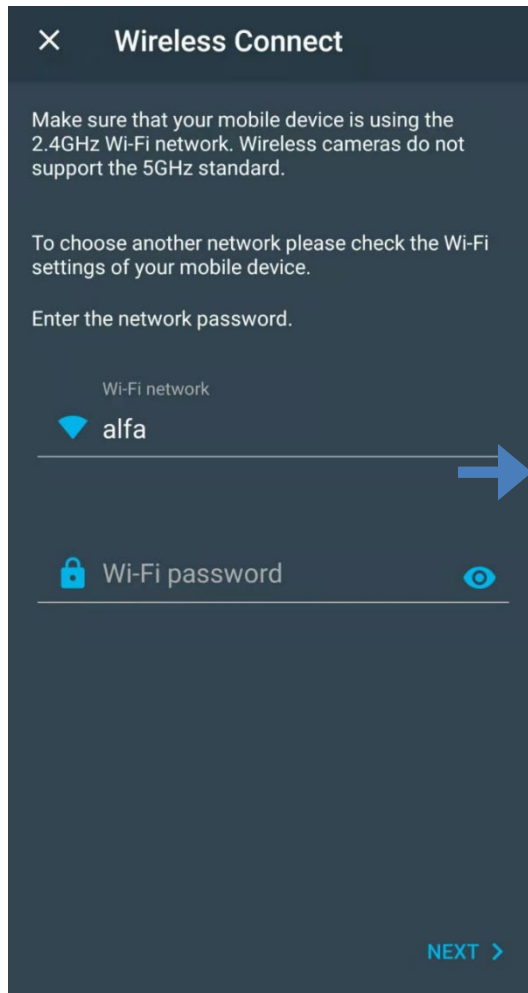 Wireless Connect
Make sure that your mobile device is using the
2.4GHz Wi-Fi network. Wireless cameras do not
support the 5GHz standard.
To choose another network please check the Wi-Fi
settings of your mobile device.
Enter the network password.
Wi-Fi network
alfa
Wi-Fi password
NEXT